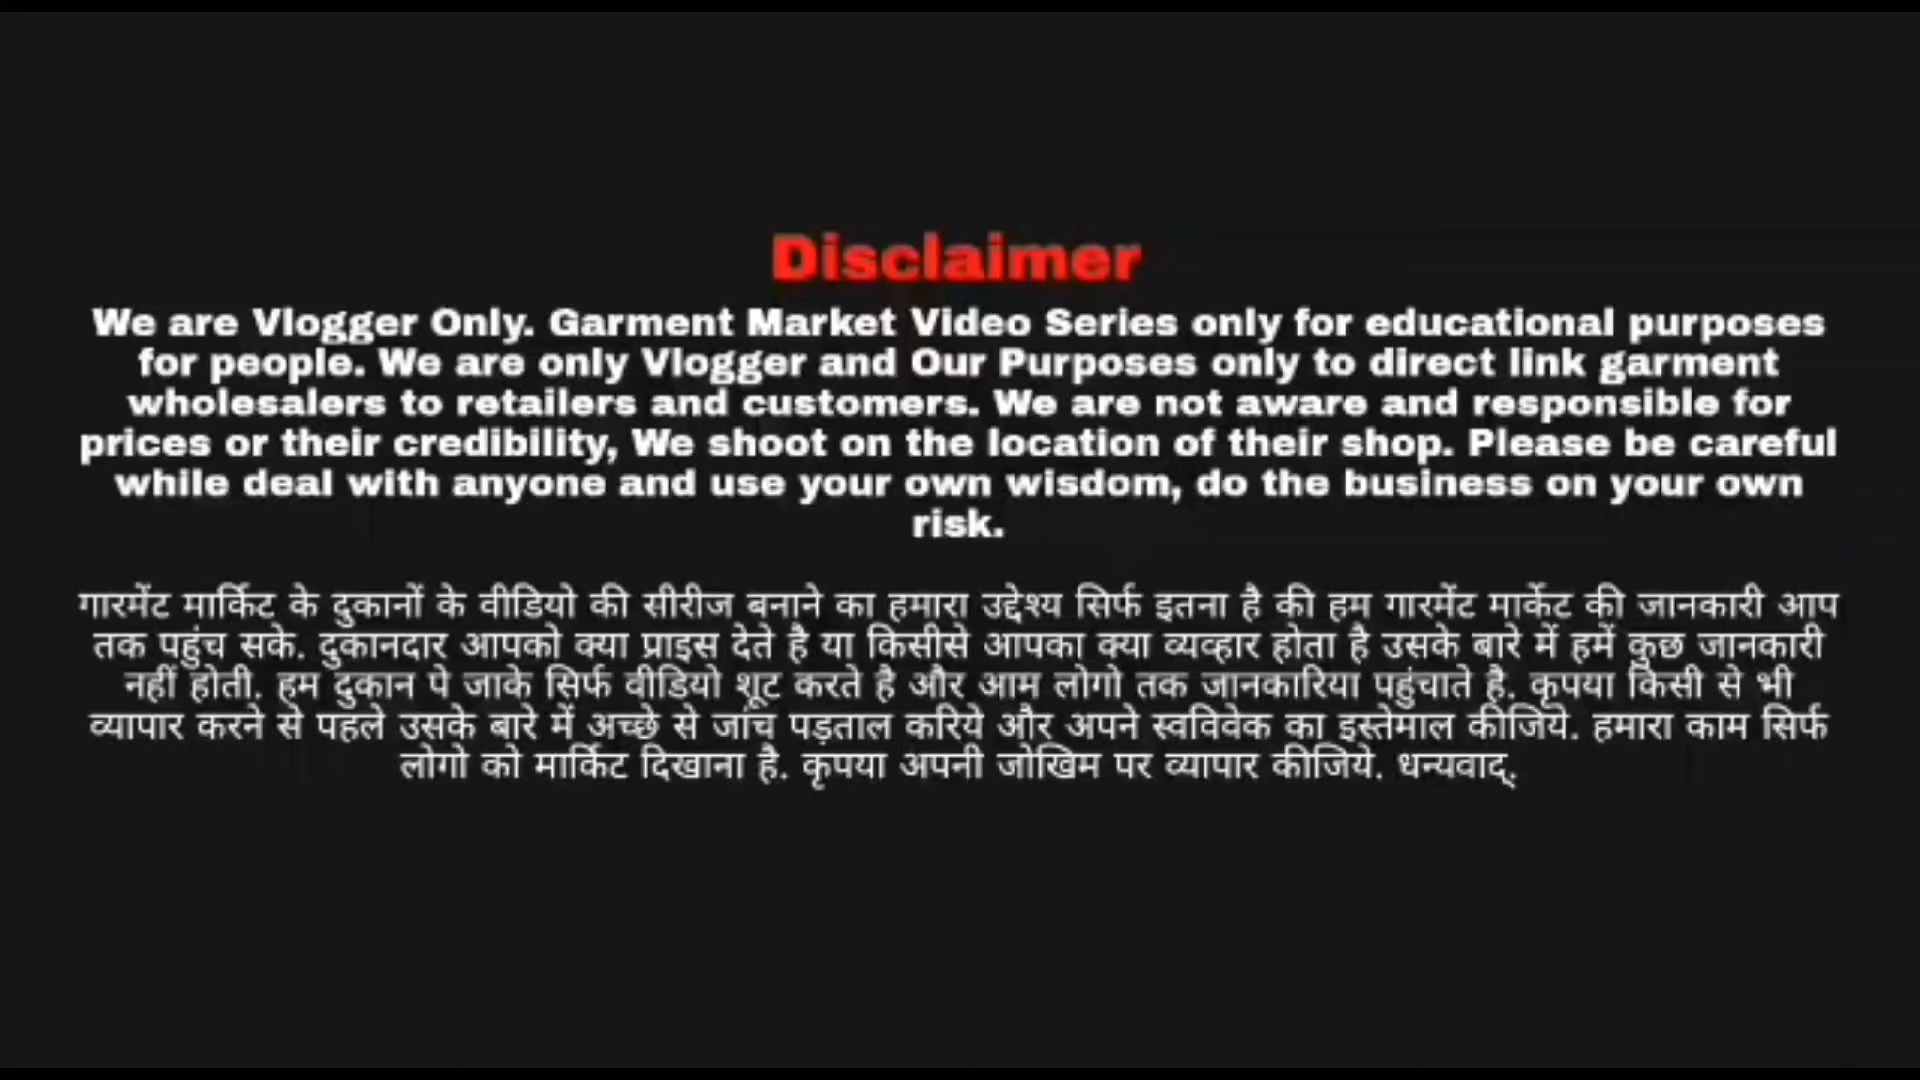 Disclaimer
We are Vlogger Only. Garment Market Video Series only for educational purposes
for people. We are only Vlogger and Our Purposes only to direct link garment
wholesalers to retailers and customers. We are not aware and responsible for
prices or their credibility, We shoot on the location of their shop. Please be careful
while deal with anyone and use your own wisdom, do the business on your own
risk.
गारमेंट मार्किट के दुकानों के वीडियो की सीरीज बनाने का हमारा उद्देश्य सिर्फ इतना है की हम गारमेंट मार्केट की जानकारी आप
तक पहुंच सके. दुकानदार आपको क्या प्राइस देते है या किसीसे आपका क्या व्यव्हार होता है उसके बारे में हमें कुछ जानकारी
नहीं होती. हम दुकान पे जाके सिर्फ वीडियो शूट करते है और आम लोगो तक जानकारिया पहुंचाते है. कृपया किसी से भी
व्यापार करने से पहले उसके बारे में अच्छे से जांच पड़ताल करिये और अपने स्वविवेक का इस्तेमाल कीजिये. हमारा काम सिर्फ
लोगो को मार्किट दिखाना है. कृपया अपनी जोखिम पर व्यापार कीजिये. धन्यवाद्.